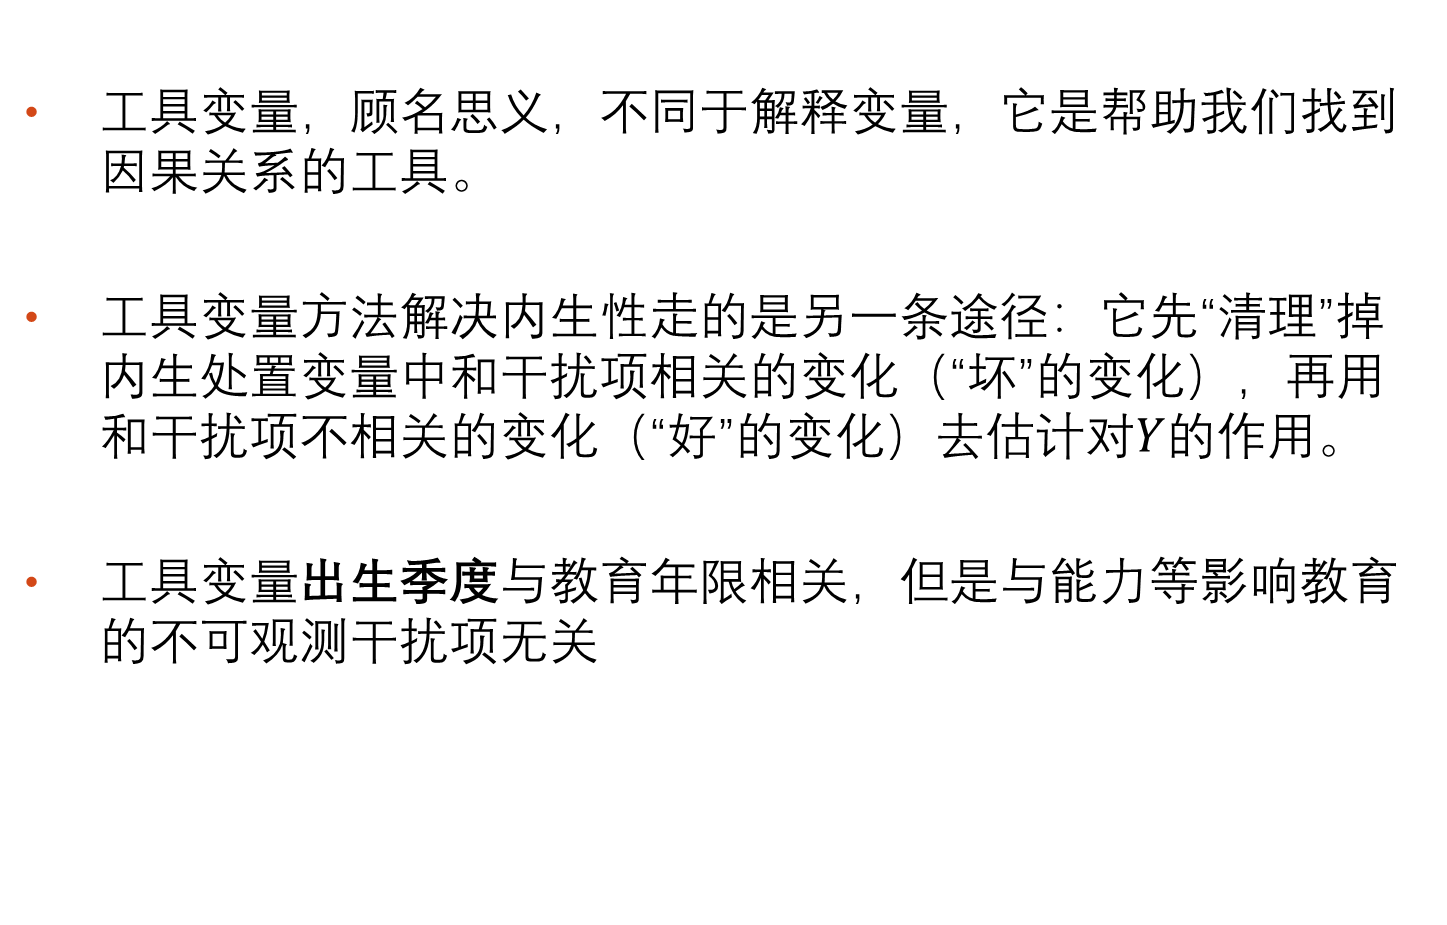 • 工具变量，顾名思义，不同于解释变量，它是帮助我们找到
因果关系的工具。
• 工具变量方法解决内生性走的是另一条途径：它先“清理”掉
内生处置变量中和干扰项相关的变化（“坏”的变化），再用
和干扰项不相关的变化（“好”的变化）去估计对Y的作用。
• 工具变量出生季度与教育年限相关，但是与能力等影响教育
的不可观测干扰项无关